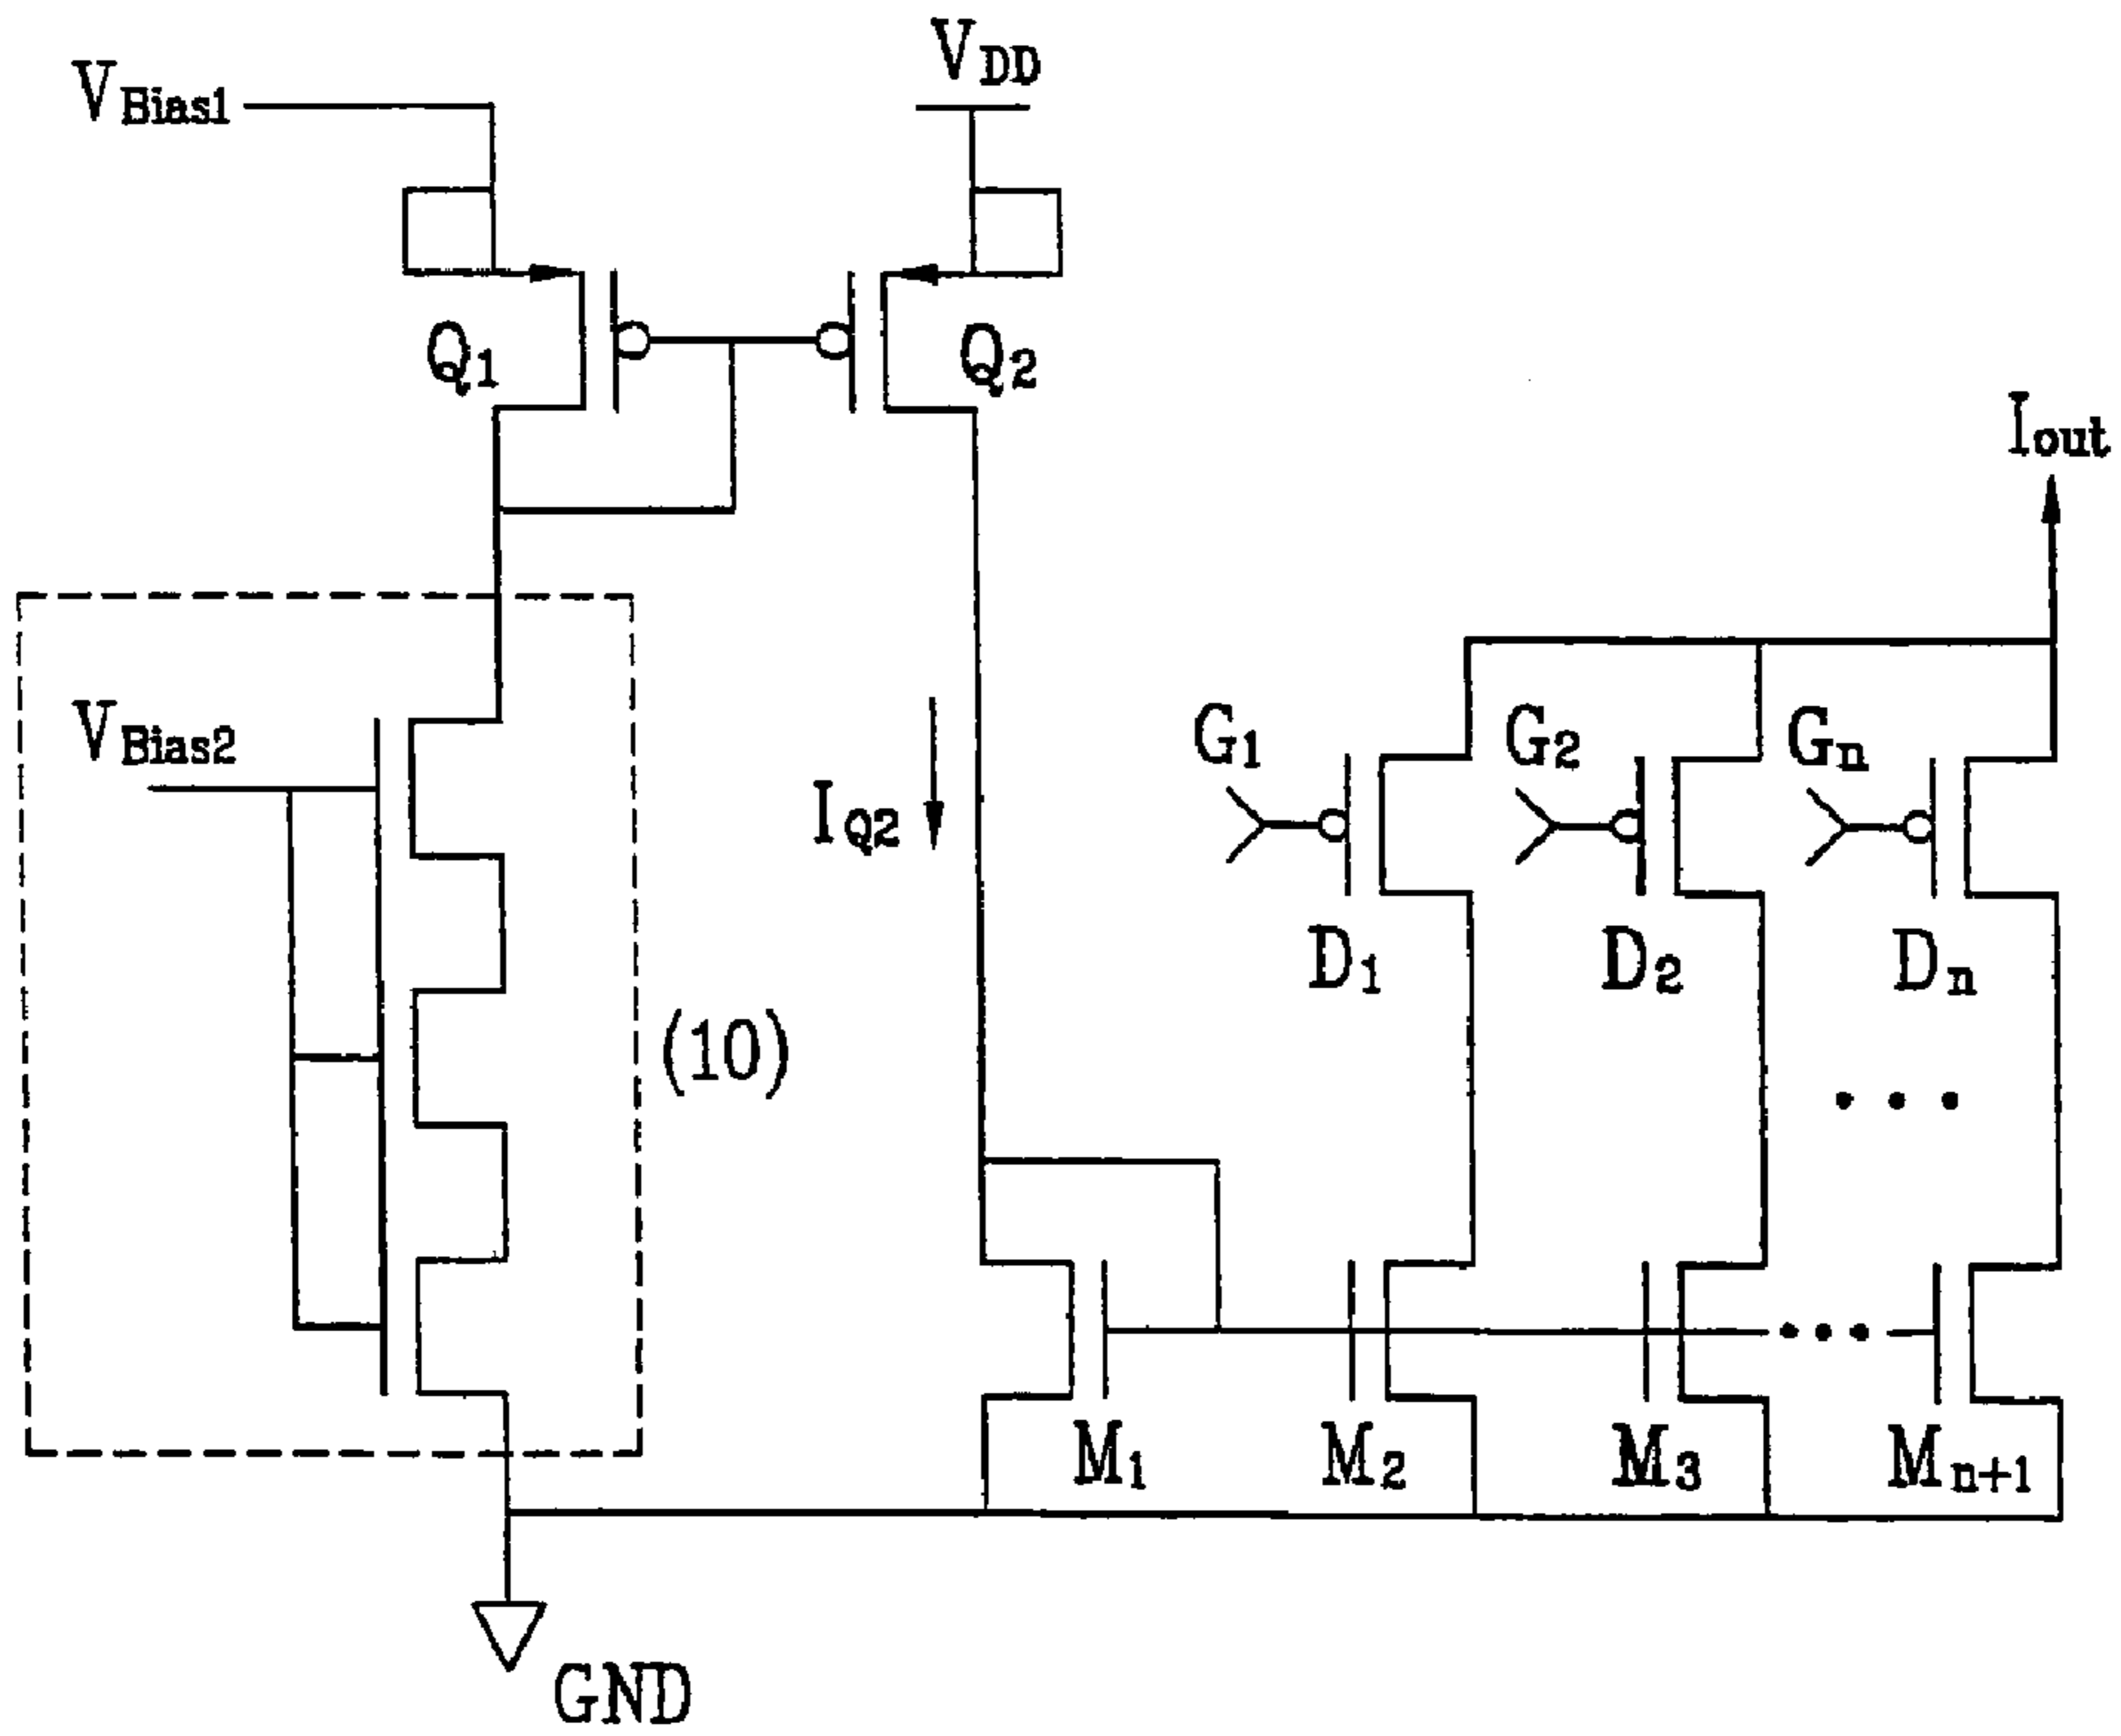 VDD
VBias1
Q1
Q2
Iout
VBias2
G1
G2
Gn
IQ2
D1
D2
Dn
(10)
M1
M2
M3
Mn+1
GND